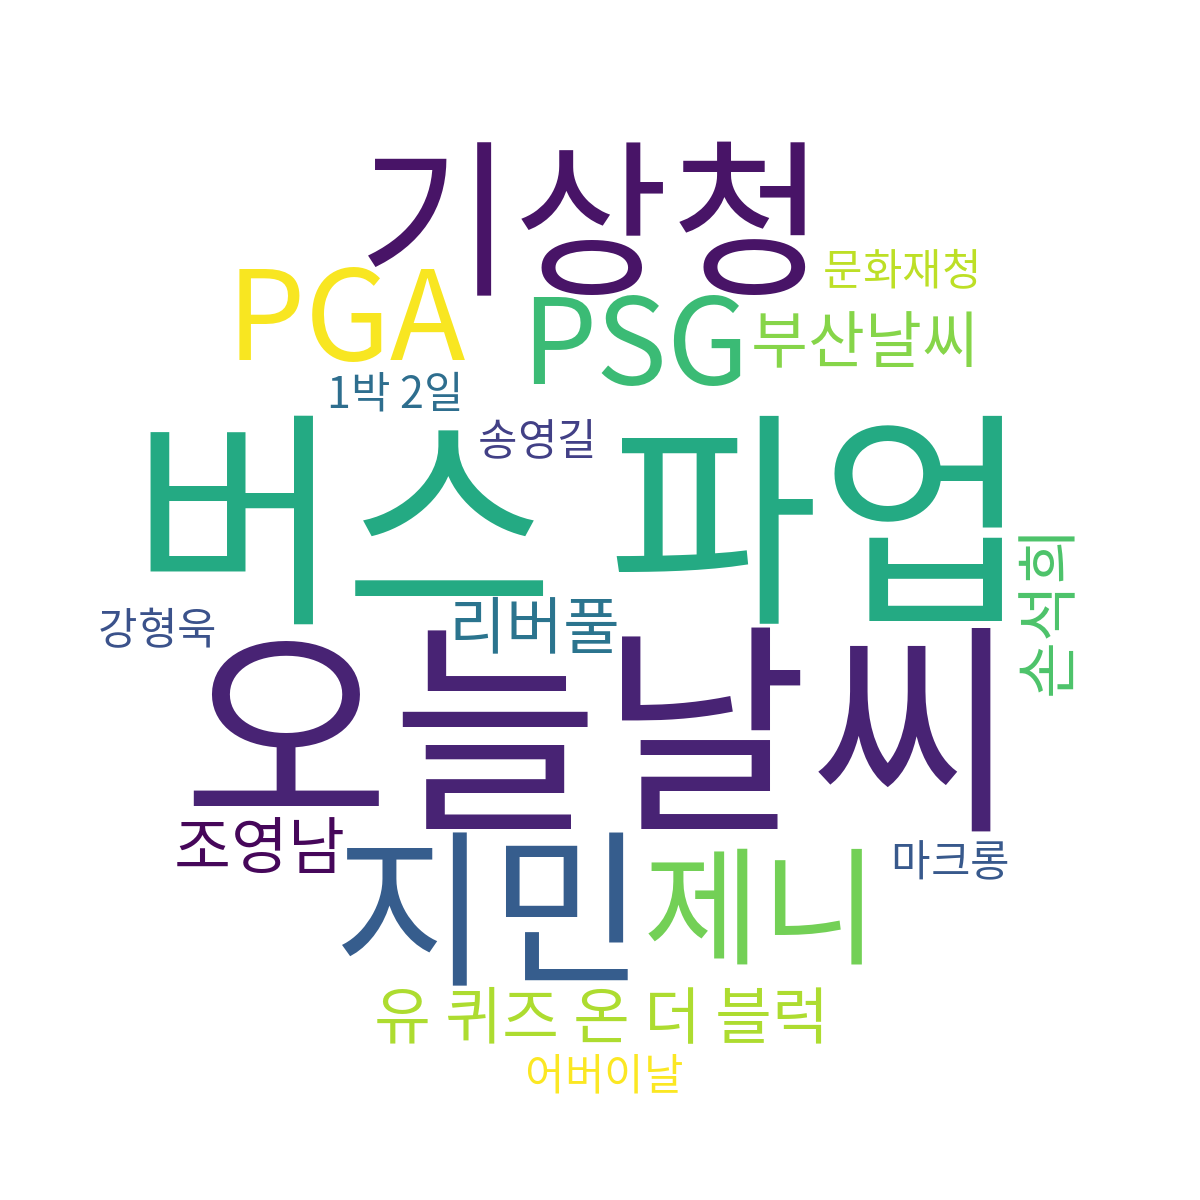 기상청
문화재청
PGA
PSG
부산날씨
1박 2일
송영길
버스 파업
손석희
강형욱
리버풀
오늘날씨
조영남
지민
제니
마크롱
유 퀴즈 온 더 블럭
어버이날